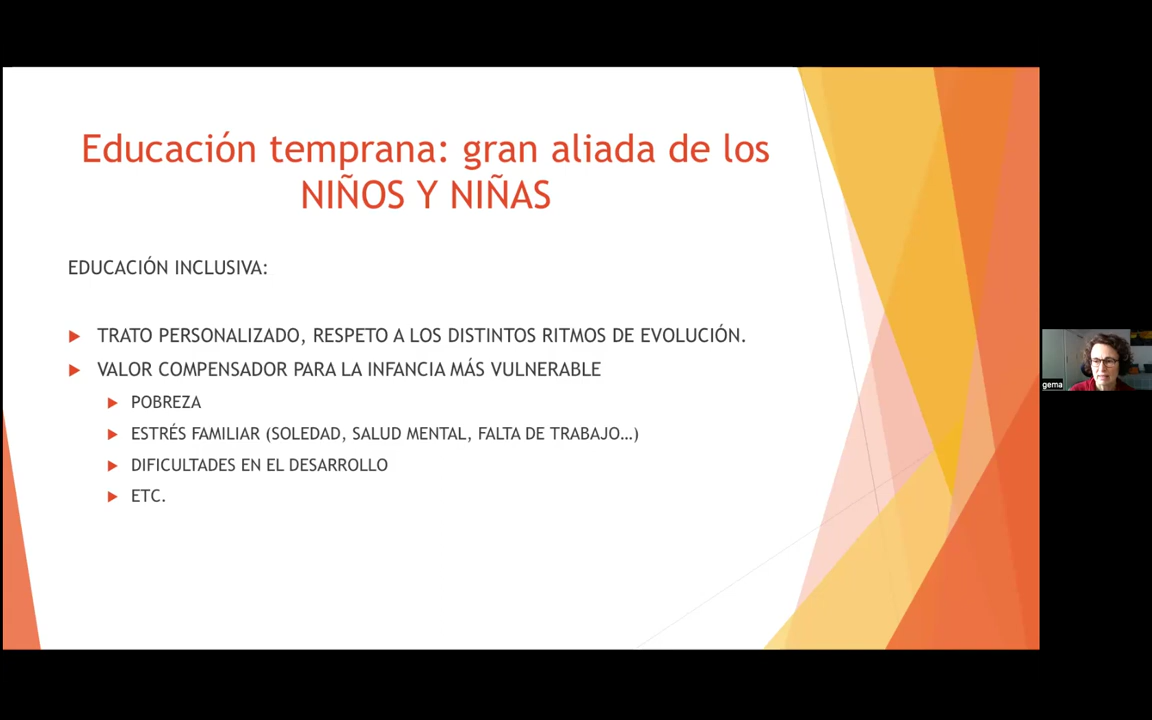 Educación temprana: gran aliada de los
NIÑOS Y NIÑAS
EDUCACIÓN INCLUSIVA:
TRATO PERSONALIZADO, RESPETO A LOS DISTINTOS RITMOS DE EVOLUCIÓN.
VALOR COMPENSADOR PARA LA INFANCIA MÁS VULNERABLE
POBREZA
ESTRÉS FAMILIAR (SOLEDAD, SALUD MENTAL, FALTA DE TRABAJO…)
DIFICULTADES EN EL DESARROLLO
ETC.
gema